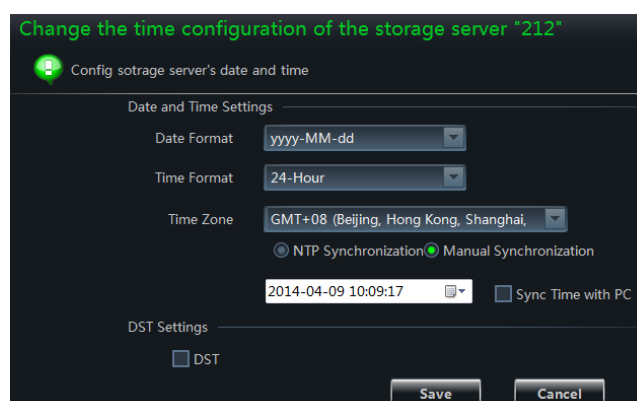 Change the time configuration of the storage server "212"
Config sotrage server's date and time
Date and Time Settings
Date Format yyyy-MM-dd
Time Format 24-Hour
Time Zone GMT+08 (Beijing, Hong Kong, Shanghai,
NTP Synchronization Manual Synchronization
2014-04-09 10:09:17 Sync Time with PC
DST Settings
DST
Save Cancel